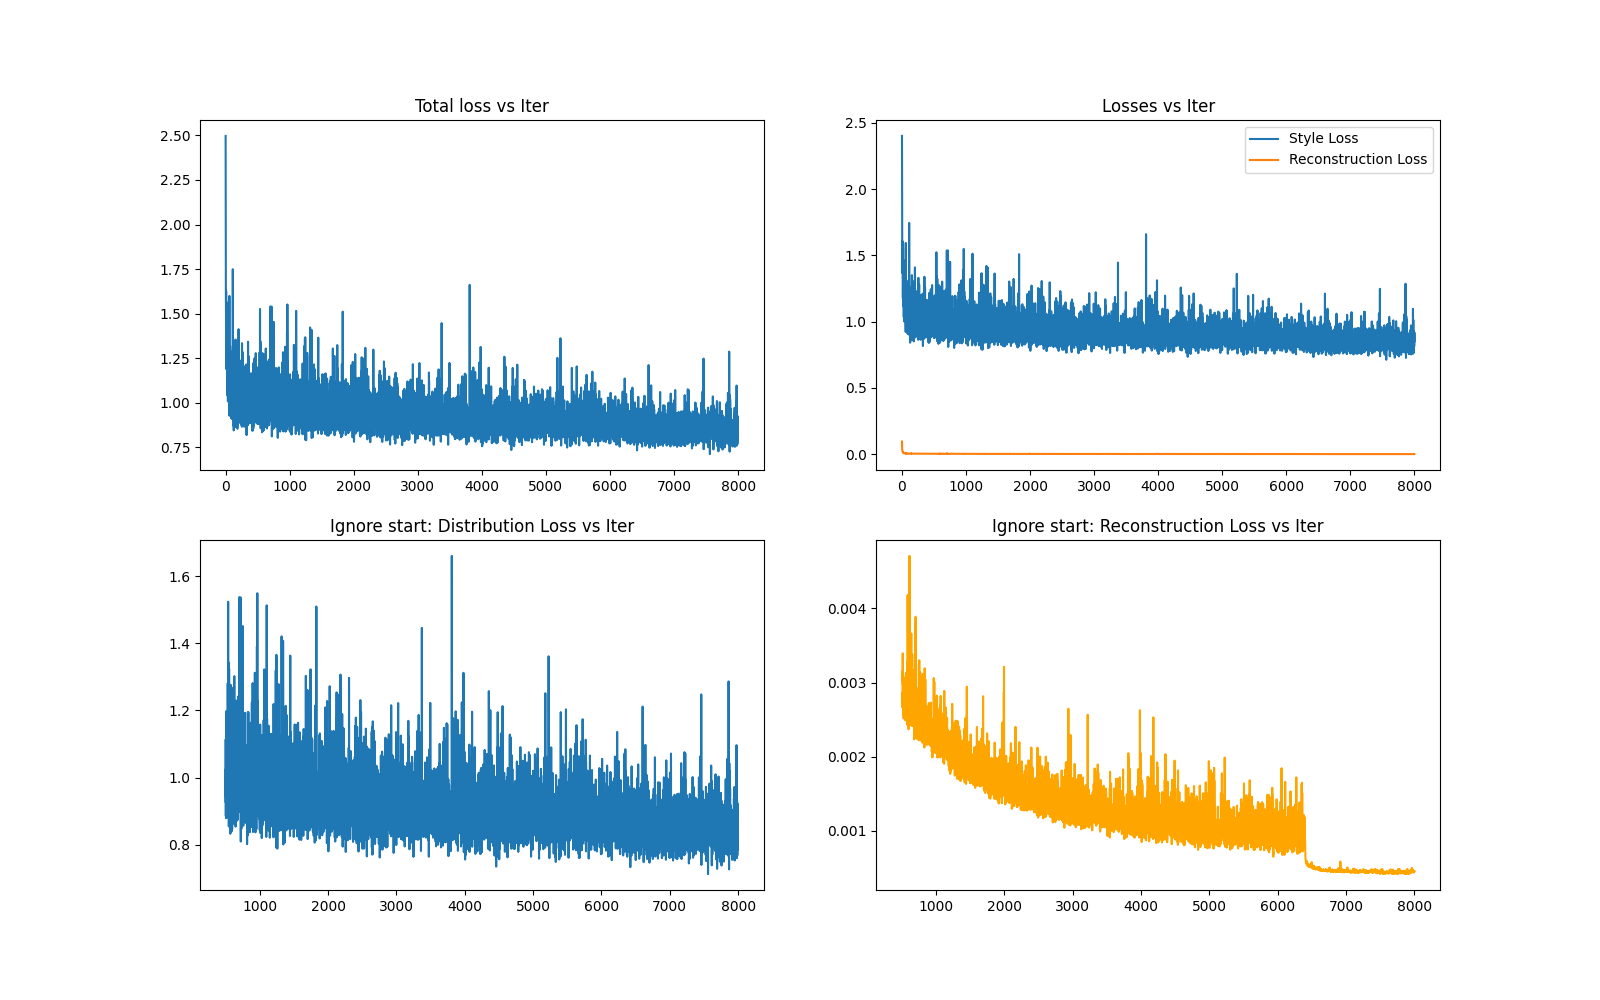 Total loss vs Iter
2.50
2.25
2.00
1.75
1.50
1.25
1.00
0.75
0 1000 2000 3000 4000 5000 6000 7000 8000
Losses vs Iter
Style Loss
Reconstruction Loss
2.5
2.0
1.5
1.0
0.5
0.0
0 1000 2000 3000 4000 5000 6000 7000 8000
Ignore start: Distribution Loss vs Iter
1.6
1.4
1.2
1.0
0.8
1000 2000 3000 4000 5000 6000 7000 8000
Ignore start: Reconstruction Loss vs Iter
0.004
0.003
0.002
0.001
1000 2000 3000 4000 5000 6000 7000 8000